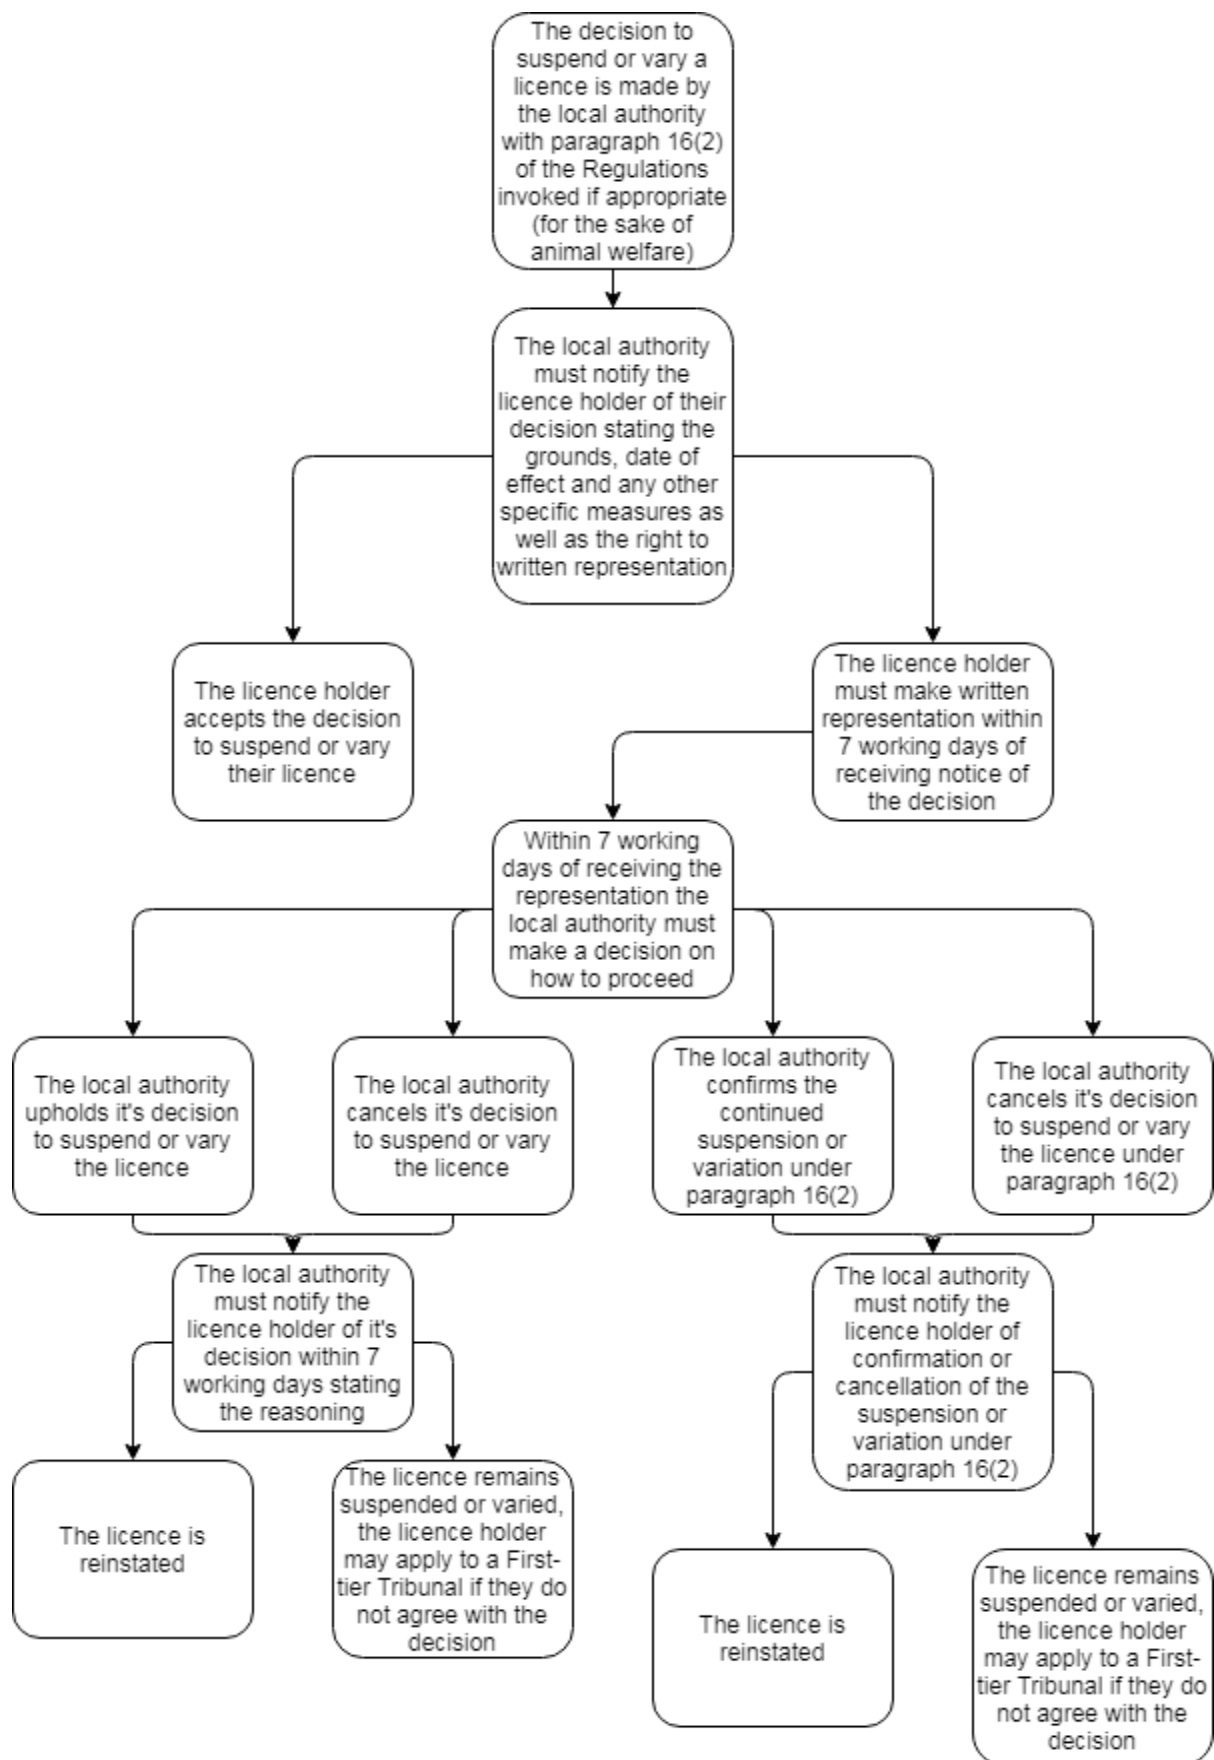 The decision to
suspend or vary a
licence is made by
the local authority
with paragraph 16(2)
of the Regulations
invoked if appropriate
(for the sake of
animal welfare)
The local authority
must notify the
licence holder of their
decision stating the
grounds, date of
effect and any other
specific measures as
well as the right to
written representation
The licence holder
accepts the decision
to suspend or vary
their licence
The licence holder
must make written
representation within
7 working days of
receiving notice of
the decision
Within 7 working
days of receiving the
representation the
local authority must
make a decision on
how to proceed
The local authority
upholds it's decision
to suspend or vary
the licence
The local authority
cancels it's decision
to suspend or vary
the licence
The local authority
confirms the
continued
suspension or
variation under
paragraph 16(2)
The local authority
cancels it's decision
to suspend or vary
the licence under
paragraph 16(2)
The local authority
must notify the
licence holder of it's
decision within 7
working days stating
the reasoning
The local authority
must notify the
licence holder of
confirmation or
cancellation of the
suspension or
variation under
paragraph 16(2)
The licence is
reinstated
The licence remains
suspended or varied,
the licence holder
may apply to a First-
tier Tribunal if they do
not agree with the
decision
The licence is
reinstated
The licence remains
suspended or varied,
the licence holder
may apply to a First-
tier Tribunal if they do
not agree with the
decision